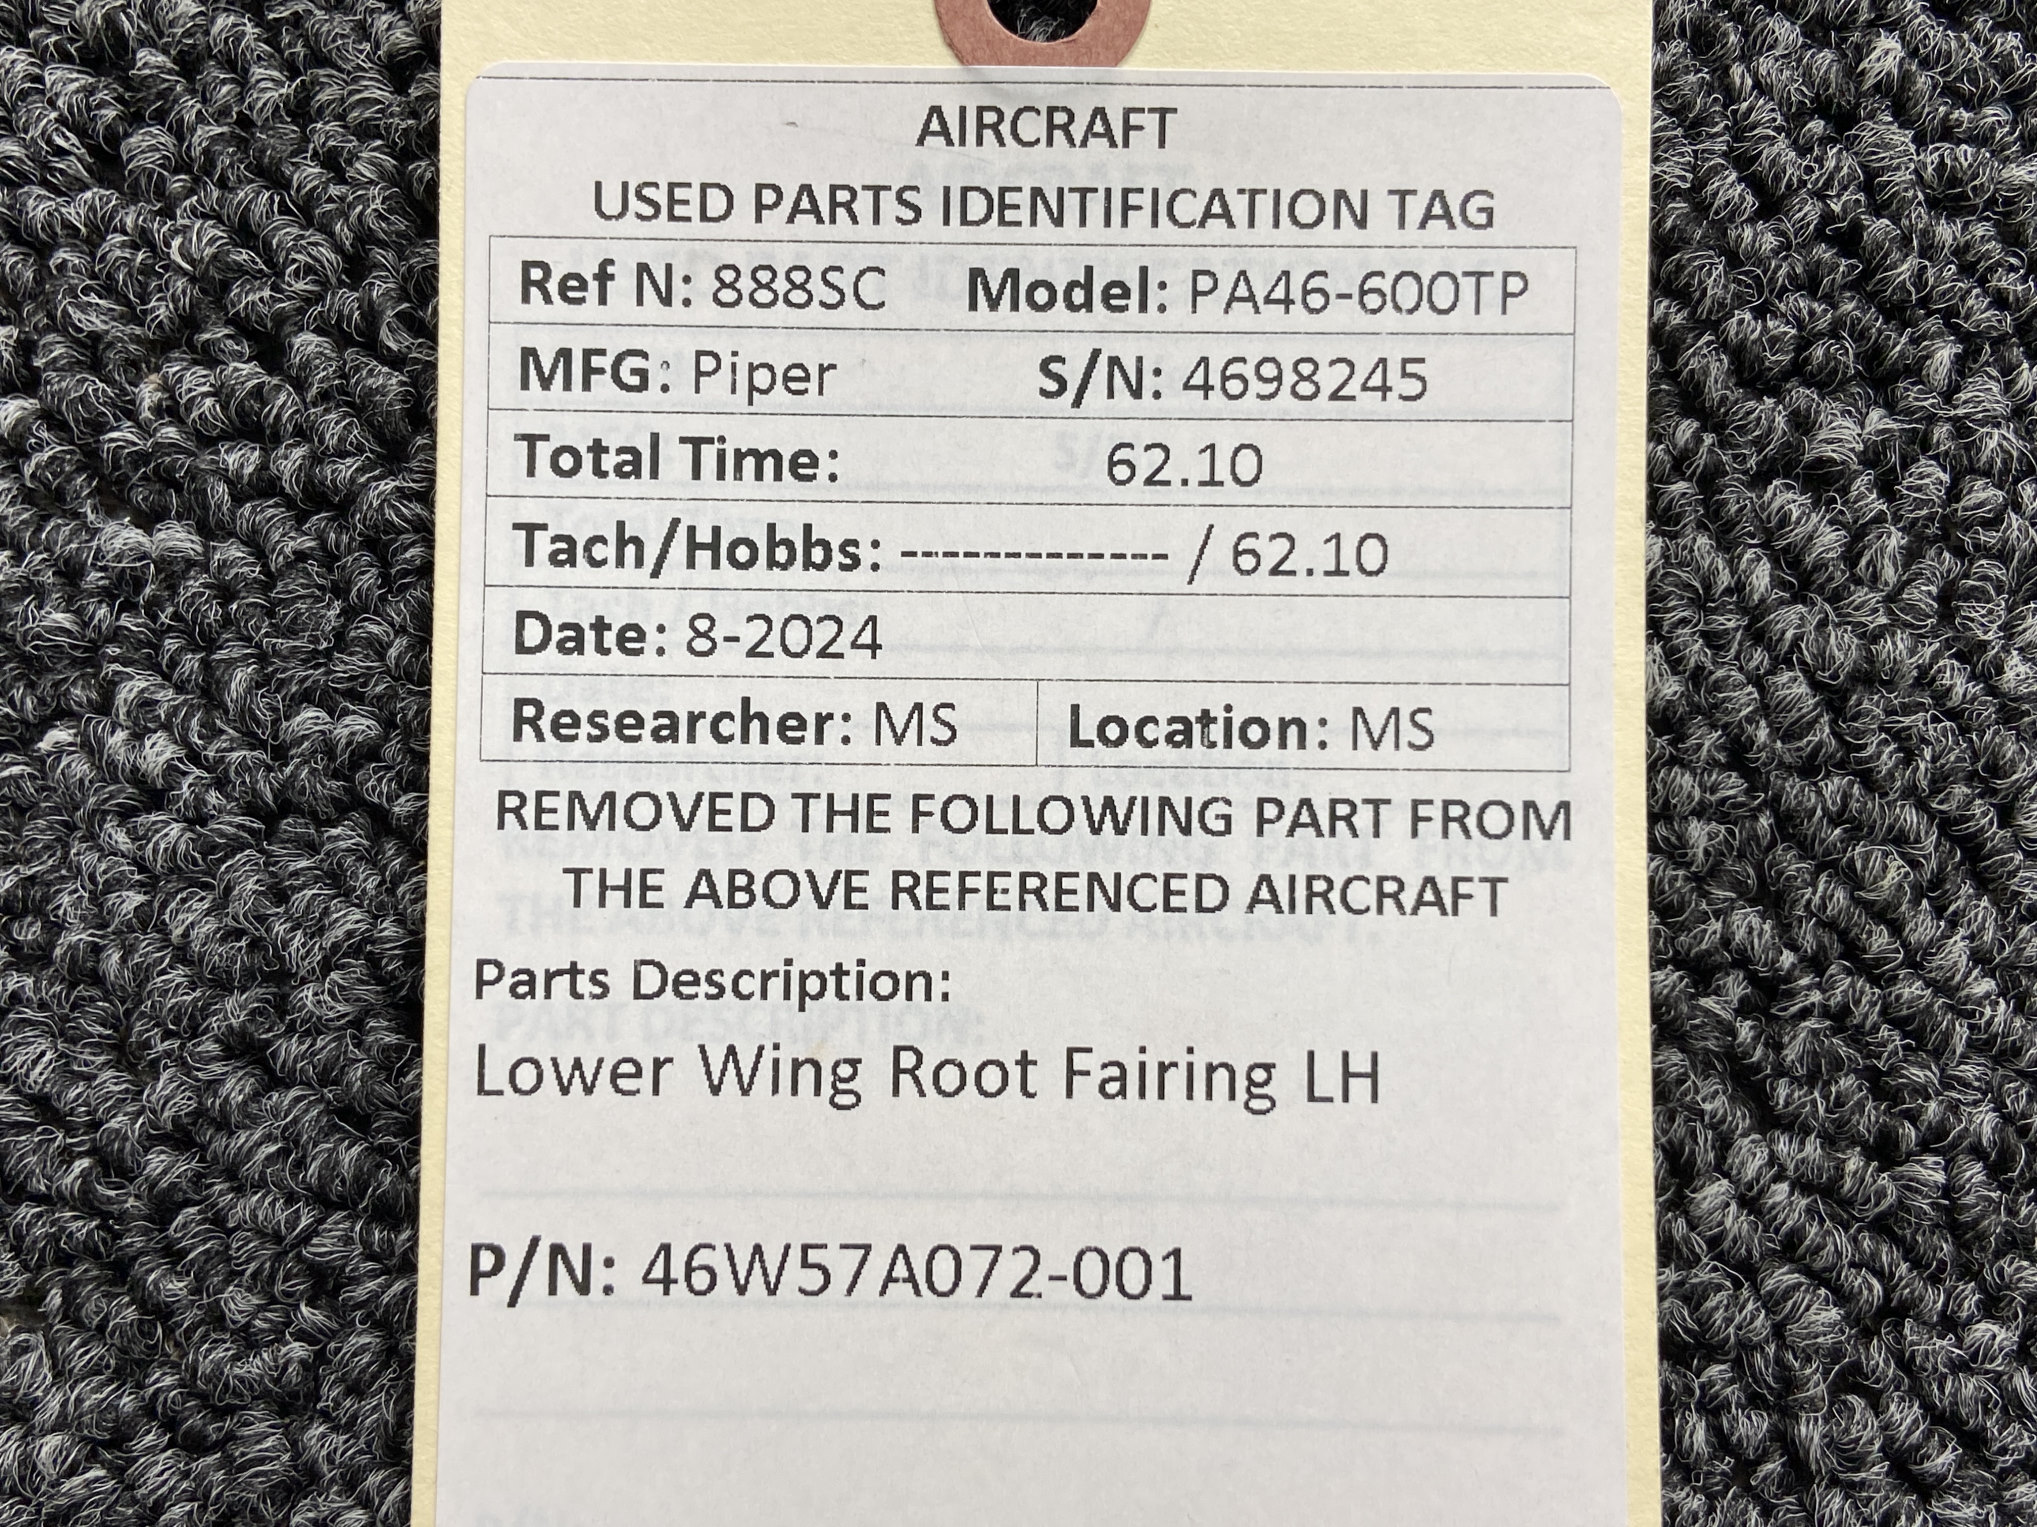 AIRCRAFT
USED PARTS IDENTIFICATION TAG
Ref N: 888SC Model: PA46-600TP
MFG: Piper S/N: 4698245
Total Time: 62.10
Tach/Hobbs: ------------- / 62.10
Date: 8-2024
Researcher: MS Location: MS
REMOVED THE FOLLOWING PART FROM
THE ABOVE REFERENCED AIRCRAFT
Parts Description:
Lower Wing Root Fairing LH
P/N: 46W57A072-001